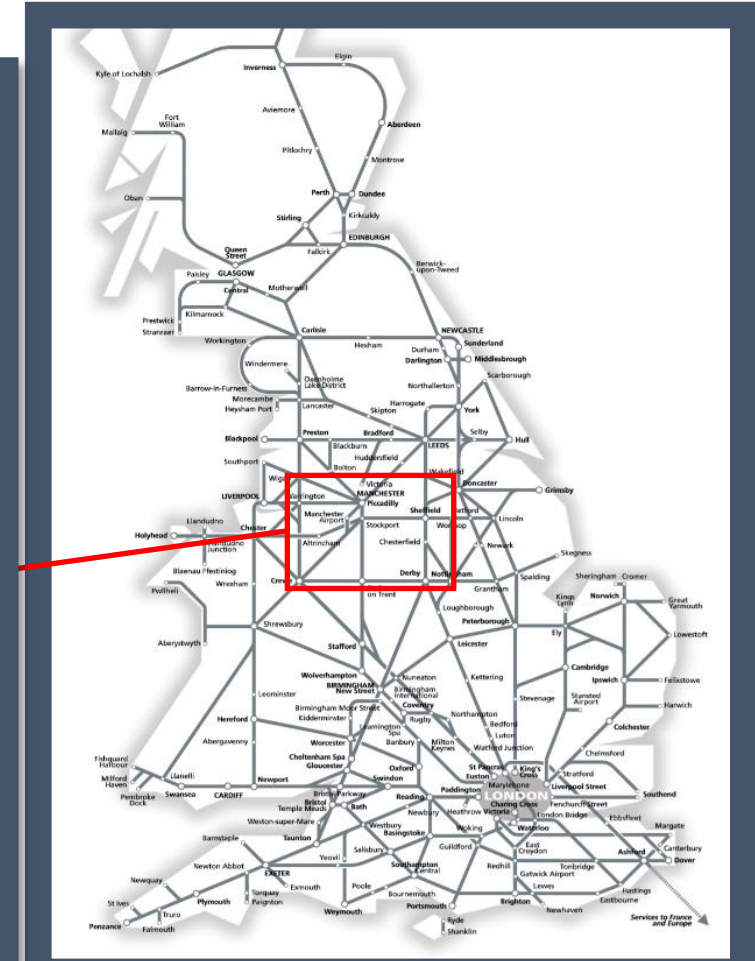 Kyle of Lochalsh
Inverness
Elgin
Aviemore
Aberdeen
Fort
William
Mallaig
Pitlochry
Montrose
Perth
Dundee
Oban
Stirling
Kirkcaldy
EDINBURGH
Queen
Street
Falkirk
Berwick-
upon-Tweed
Paisley
GLASGOW
Central
Motherwell
Prestwick
Kilmarnock
Stranraer
Carlisle
NEWCASTLE
Workington
Hexham
Durham
Sunderland
Darlington
Middlesbrough
Windermere
Scarborough
Oxenholme
Lake District
Barrow-in-Furness
Northallerton
Morecambe
Heysham Port
Lancaster
Harrogate
York
Skipton
Blackpool
Preston
Bradford
Selby
Blackburn
LEEDS
Hull
Southport
Huddersfield
Bolton
Wakefield
Victoria
Doncaster
MANCHESTER
Grimsby
LIVERPOOL
Warrington
Piccadilly
Sheffield
Manchester
Airport
Stockport
Lincoln
Llandudno
Chester
Worksop
Holyhead
Junction
Altrincham
Chesterfield
Newark
Blaenau Ffestiniog
Skegness
Pwllheli
Wrexham
Derby
Nottingham
on Trent
Grantham
Spalding
Sheringham
Cromer
Kings
Lynn
Norwich
Great
Yarmouth
Loughborough
Peterborough
Aberystwyth
Shrewsbury
Ely
Lowestoft
Stafford
Leicester
Wolverhampton
Nuneaton
Kettering
Cambridge
BIRMINGHAM
New Street
Birmingham
International
Ipswich
Felixstowe
Leominster
Birmingham Moor Street
Coventry
Stevenage
Stansted
Airport
Harwich
Hereford
Kidderminster
Rugby
Northampton
Bedford
Colchester
Leamington
Spa
Worcester
Banbury
Milton
Keynes
Luton
Abergavenny
Watford Junction
Chelmsford
Cheltenham Spa
Gloucester
Oxford
St Pancras
King's
Cross
Fishguard
Harbour
Euston
Stratford
Milford
Haven
Llanelli
Newport
Swindon
Marylebone
Liverpool Street
Pembroke
Dock
Swansea
CARDIFF
Bristol Parkway
Reading
Paddington
LONDON
Southend
Bristol
Temple Meads
Bath
Newbury
Heathrow
Victoria
Charing Cross
Fenchurch Street
Weston-super-Mare
London Bridge
Ebbsfleet
Westbury
Basingstoke
Woking
Waterloo
Margate
Barnstaple
Taunton
Salisbury
Guildford
East
Croydon
Canterbury
Ashford
Dover
Newton Abbot
Yeovil
Southampton
Central
Redhill
Tonbridge
Gatwick Airport
EXETER
Newquay
Exmouth
Poole
Bournemouth
Lewes
Hastings
Torquay
Paignton
Plymouth
Brighton
Eastbourne
St Ives
Weymouth
Portsmouth
Newhaven
Truro
Penzance
Falmouth
Ryde
Shanklin
Services to France
and Europe